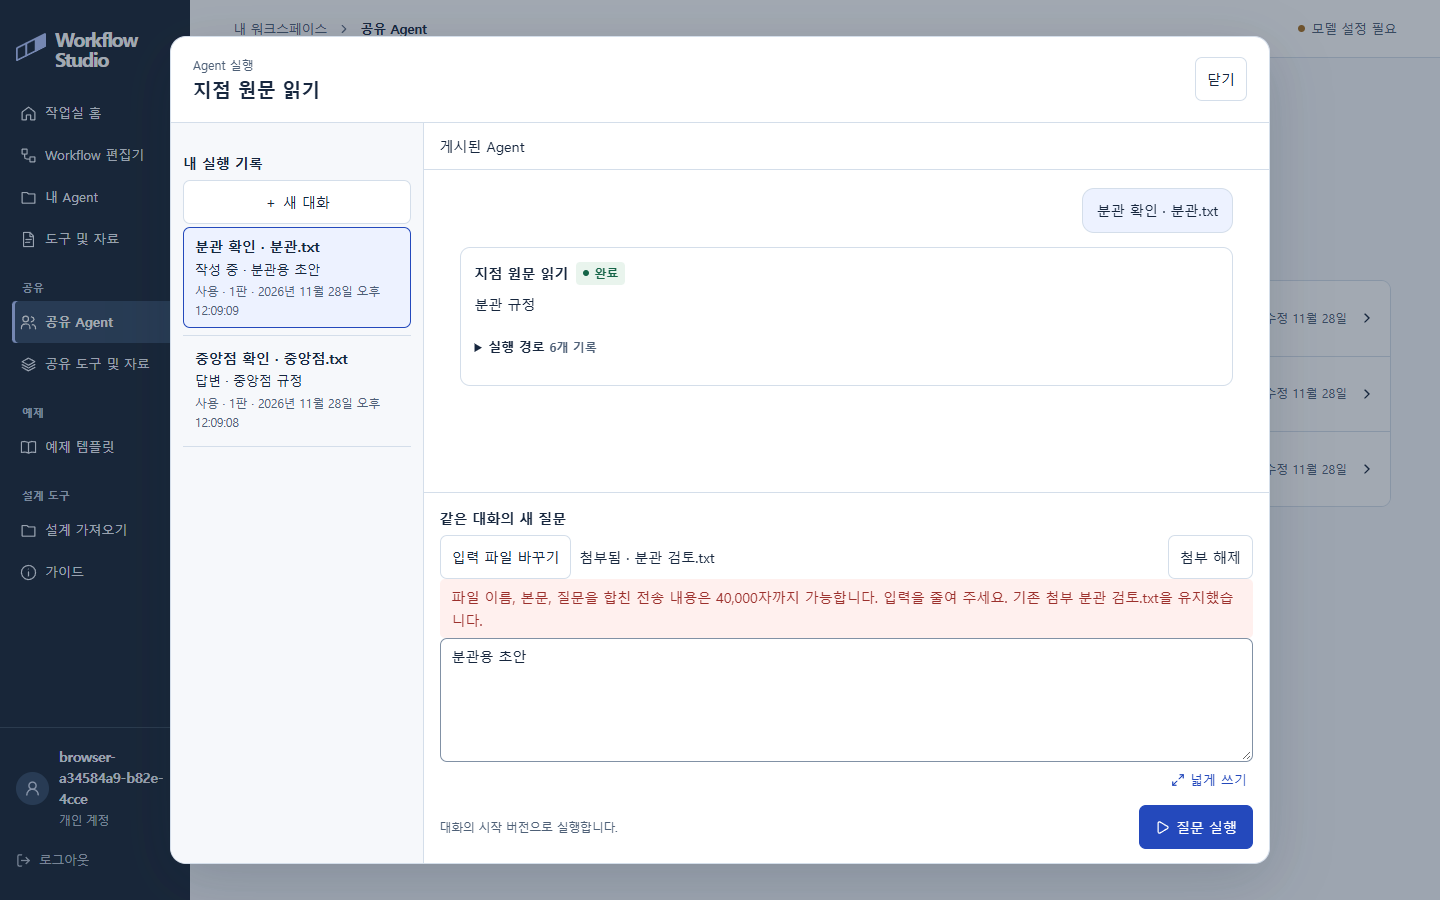 Workflow
Studio
작업실 홈
Workflow 편집기
내 Agent
도구 및 자료
공유
공유 Agent
공유 도구 및 자료
예제
예제 템플릿
설계 도구
설계 가져오기
가이드
browser-
a34584a9-b82e-
4cce
개인 계정
로그아웃
내 워크스페이스 > 공유 Agent
모델 설정 필요
Agent 실행
지점 원문 읽기
닫기
내 실행 기록
+ 새 대화
분관 확인 · 분관.txt
작성 중 · 분관용 초안
사용 · 1판 · 2026년 11월 28일 오후
12:09:09
중앙점 확인 · 중앙점.txt
답변 · 중앙점 규정
사용 · 1판 · 2026년 11월 28일 오후
12:09:08
게시된 Agent
분관 확인 · 분관.txt
지점 원문 읽기 완료
분관 규정
실행 경로 6개 기록
같은 대화의 새 질문
입력 파일 바꾸기 첨부됨 · 분관 검토.txt 첨부 해제
파일 이름, 본문, 질문을 합친 전송 내용은 40,000자까지 가능합니다. 입력을 줄여 주세요. 기존 첨부 분관 검토.txt을 유지했습
니다.
분관용 초안
넓게 쓰기
대화의 시작 버전으로 실행합니다.
질문 실행
수정 11월 28일
수정 11월 28일
수정 11월 28일